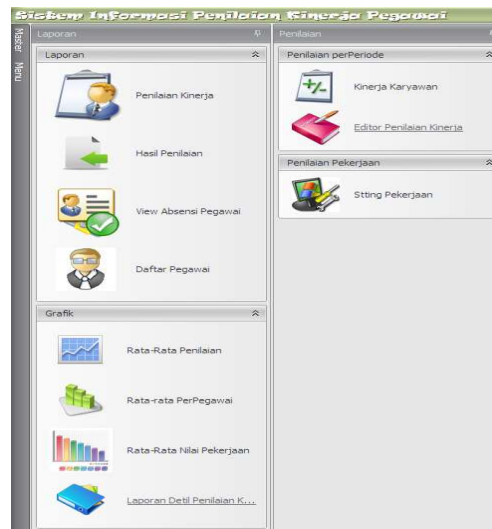 Sistem Informasi Penilaian Kinerja Pegawai
Master Menu
Laporan
Laporan
Penilaian Kinerja
Hasil Penilaian
View Absensi Pegawai
Daftar Pegawai
Grafik
Rata-Rata Penilaian
Rata-rata PerPegawai
Rata-Rata Nilai Pekerjaan
Laporan Detil Penilaian K...
Penilaian
Penilaian perPeriode
Kinerja Karyawan
Editor Penilaian Kinerja
Penilaian Pekerjaan
Stting Pekerjaan